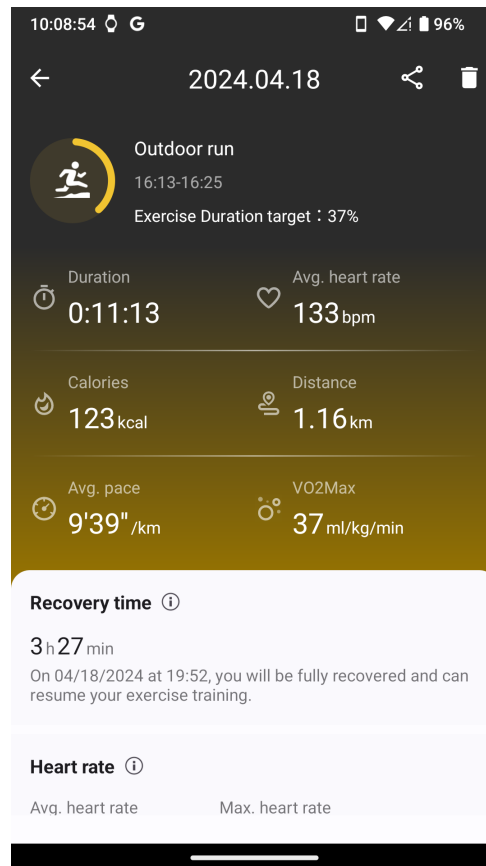 10:08:54 G 96%
2024.04.18
Outdoor run
16:13-16:25
Exercise Duration target：37%
Duration
0:11:13
Avg. heart rate
133 bpm
Calories
123 kcal
Distance
1.16 km
Avg. pace
9'39" /km
VO2Max
37 ml/kg/min
Recovery time
3 h 27 min
On 04/18/2024 at 19:52, you will be fully recovered and can
resume your exercise training.
Heart rate
Avg. heart rate Max. heart rate